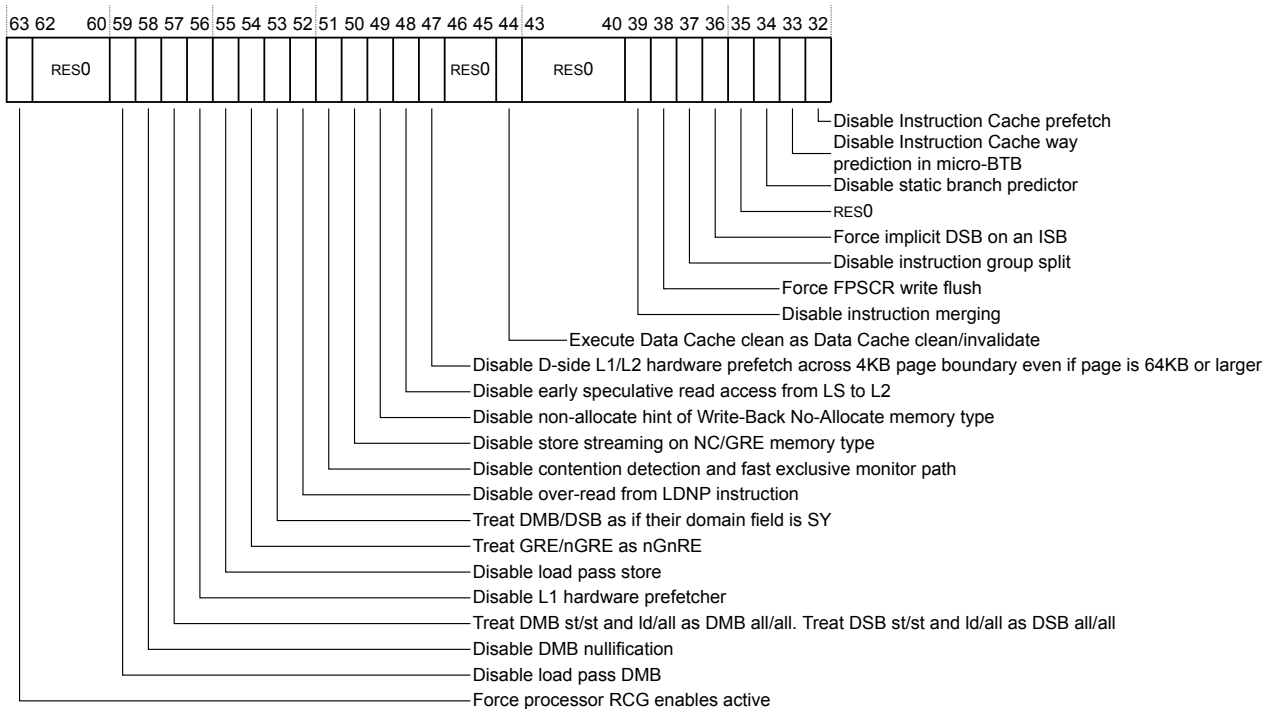 63 62 60 59 58 57 56 55 54 53 52 51 50 49 48 47 46 45 44 43 40 39 38 37 36 35 34 33 32
RES0 RES0 RES0
Disable Instruction Cache prefetch
Disable Instruction Cache way
prediction in micro-BTB
Disable static branch predictor
RES0
Force implicit DSB on an ISB
Disable instruction group split
Force FPSCR write flush
Disable instruction merging
Execute Data Cache clean as Data Cache clean/invalidate
Disable D-side L1/L2 hardware prefetch across 4KB page boundary even if page is 64KB or larger
Disable early speculative read access from LS to L2
Disable non-allocate hint of Write-Back No-Allocate memory type
Disable store streaming on NC/GRE memory type
Disable contention detection and fast exclusive monitor path
Disable over-read from LDNP instruction
Treat DMB/DSB as if their domain field is SY
Treat GRE/nGRE as nGnRE
Disable load pass store
Disable L1 hardware prefetcher
Treat DMB st/st and ld/all as DMB all/all. Treat DSB st/st and ld/all as DSB all/all
Disable DMB nullification
Disable load pass DMB
Force processor RCG enables active